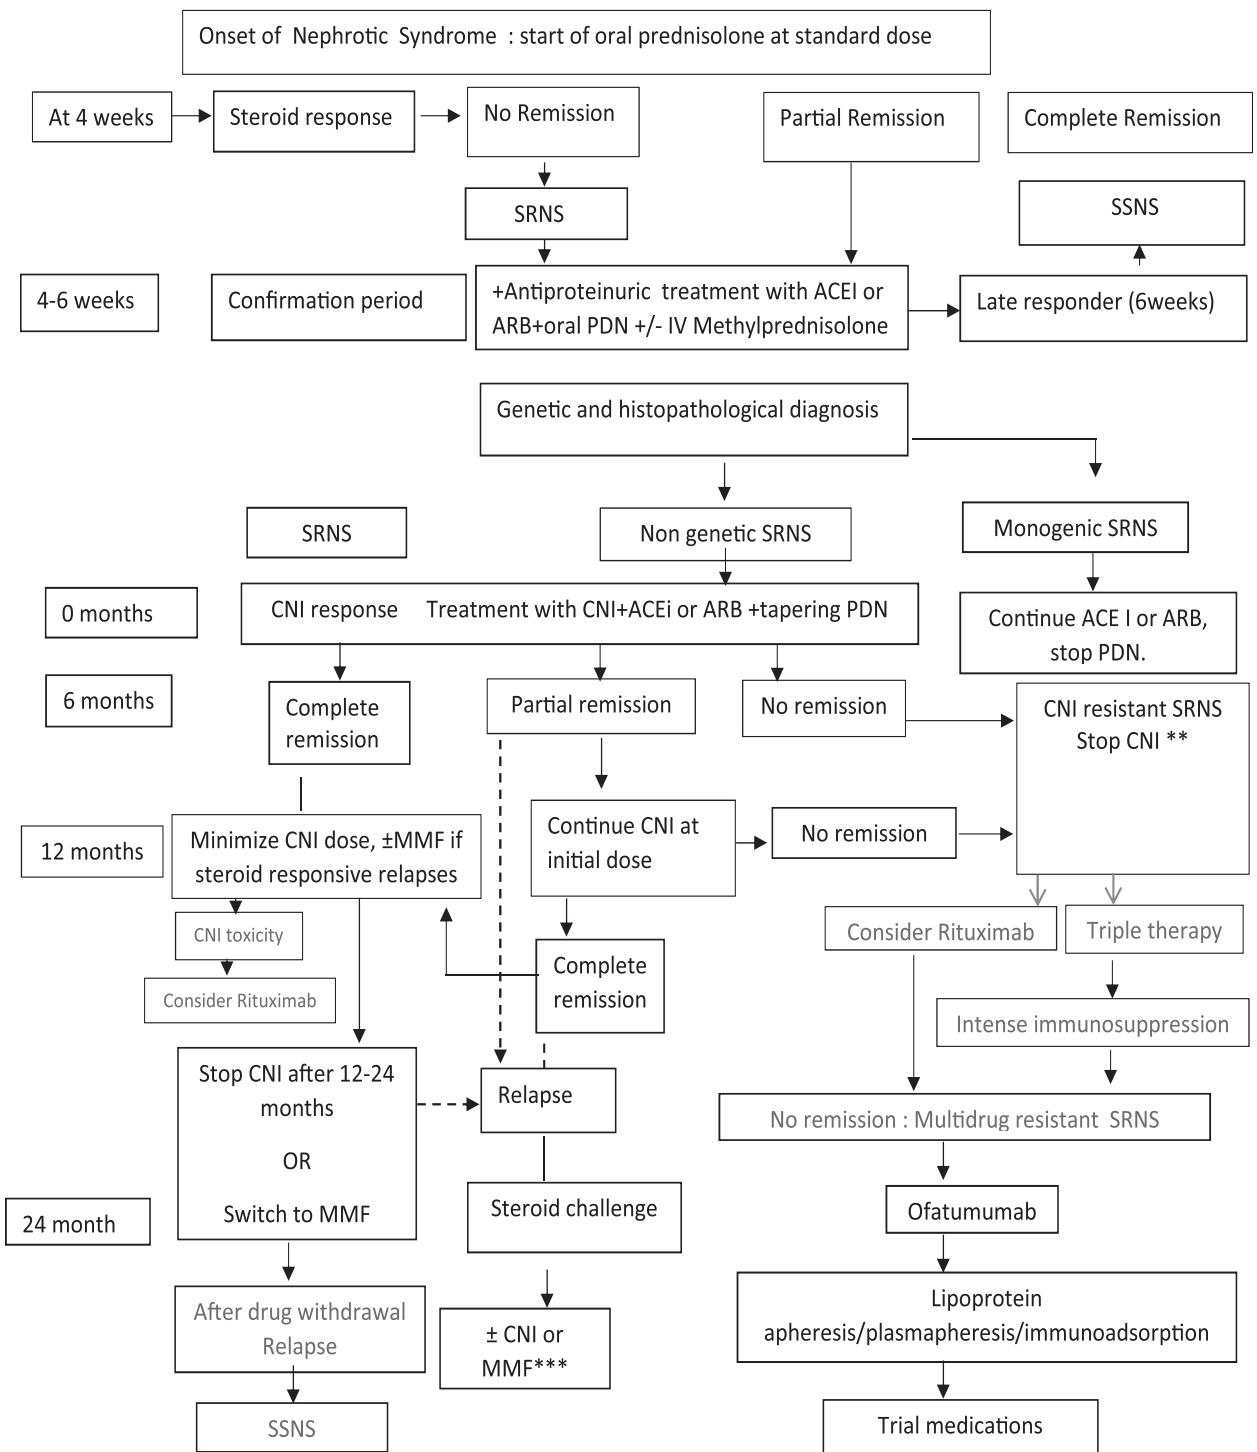 Onset of Nephrotic Syndrome : start of oral prednisolone at standard dose
At 4 weeks
Steroid response
No Remission
Partial Remission
Complete Remission
SRNS
SSNS
4-6 weeks
Confirmation period
+Antiproteinuric treatment with ACEI or
ARB+oral PDN +/- IV Methylprednisolone
Late responder (6weeks)
Genetic and histopathological diagnosis
SRNS
Non genetic SRNS
Monogenic SRNS
0 months
CNI response Treatment with CNI+ACEi or ARB +tapering PDN
Continue ACE I or ARB,
stop PDN.
6 months
Complete
remission
Partial remission
No remission
CNI resistant SRNS
Stop CNI **
12 months
Minimize CNI dose, ±MMF if
steroid responsive relapses
Continue CNI at
initial dose
No remission
CNI toxicity
Consider Rituximab
Complete
remission
Consider Rituximab
Triple therapy
Intense immunosuppression
Stop CNI after 12-24
months
OR
Switch to MMF
Relapse
No remission : Multidrug resistant SRNS
24 month
Steroid challenge
Ofatumumab
After drug withdrawal
Relapse
± CNI or
MMF***
Lipoprotein
apheresis/plasmapheresis/immunoadsorption
SSNS
Trial medications